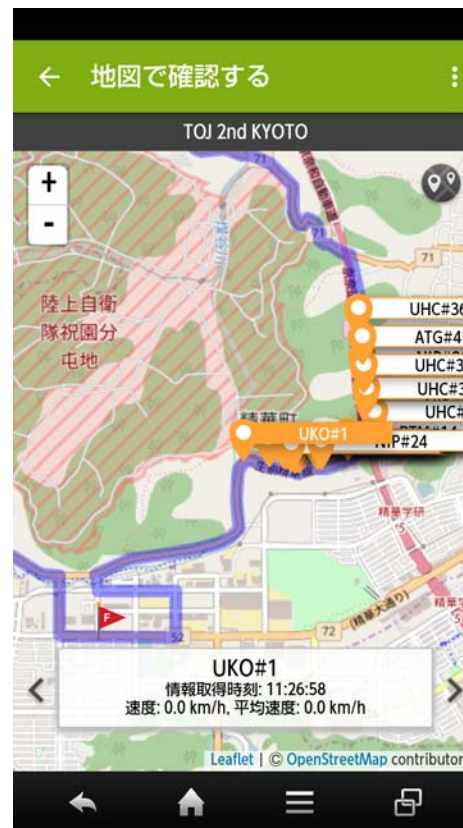 地図で確認する
TOJ 2nd KYOTO
+
-
71
71
陸上自衛
隊祝園分
屯地
UHC#36
ATG#4
UHC#3
UHC#3
UHC#
精華町
UKO#1
NIP#24
精華学研
72
(精華大通り)
F
52
UKO#1
情報取得時刻: 11:26:58
速度: 0.0 km/h, 平均速度: 0.0 km/h
Leaflet | © OpenStreetMap contributor